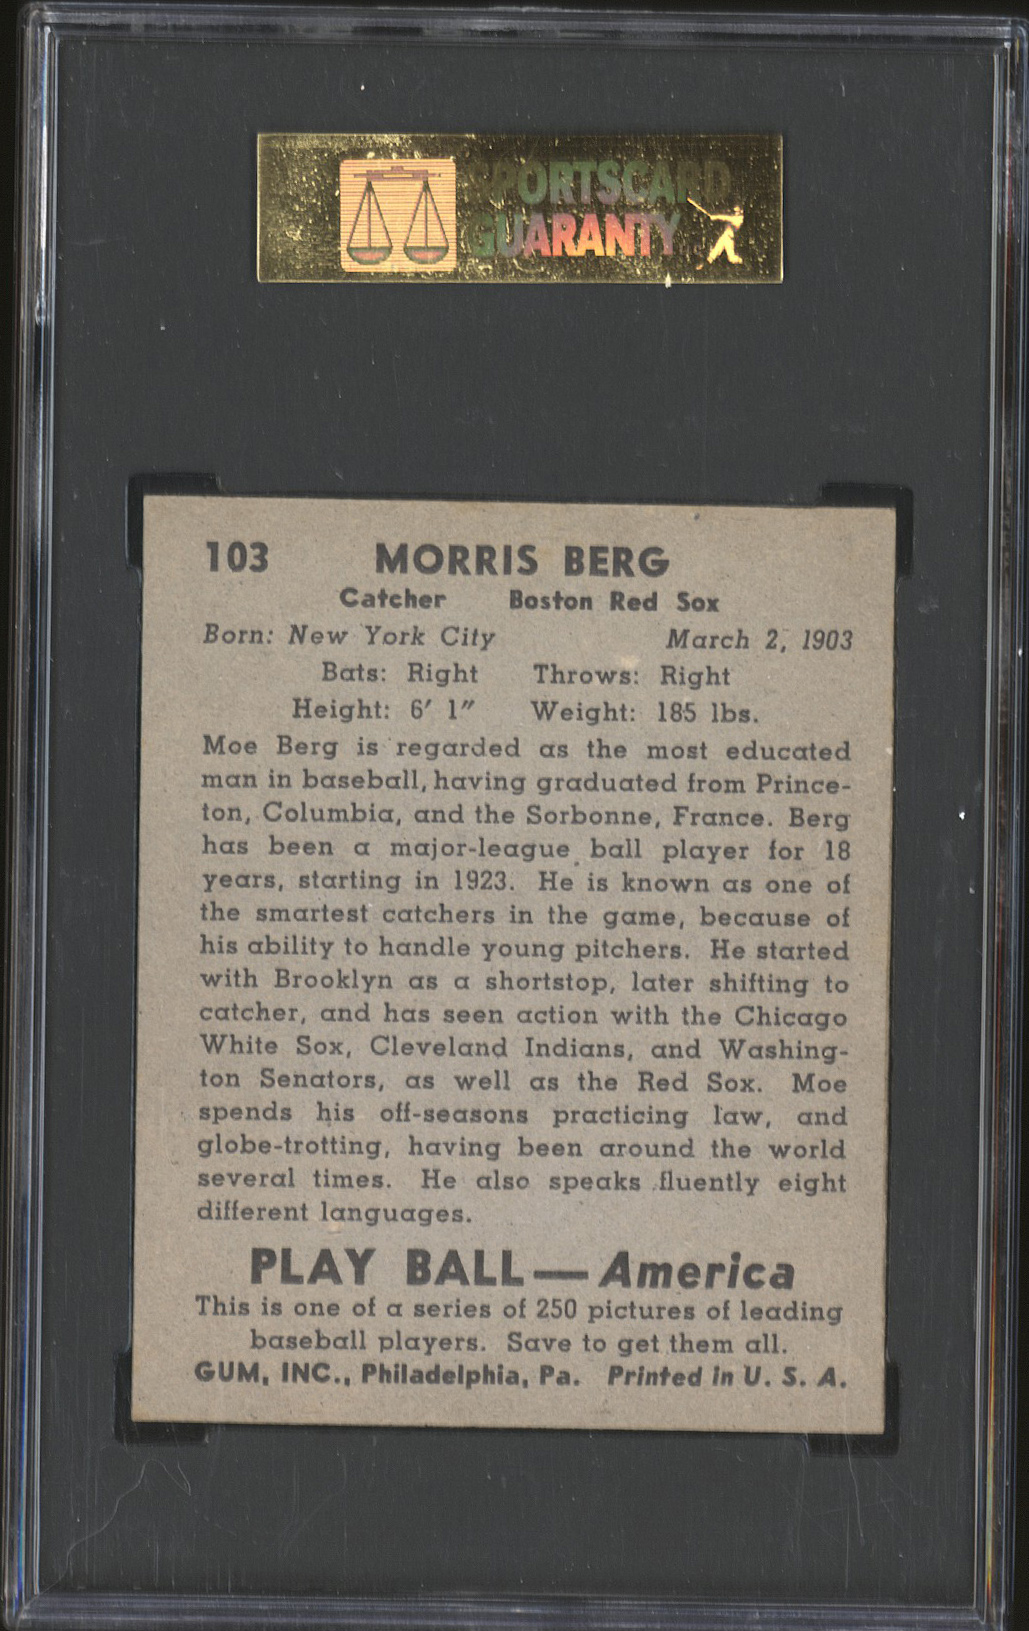 SPORTSCARD
GUARANTY
103 MORRIS BERG
Catcher Boston Red Sox
Born: New York City March 2, 1903
Bats: Right Throws: Right
Height: 6′ 1″ Weight: 185 lbs.
Moe Berg is regarded as the most educated
man in baseball, having graduated from Prince-
ton, Columbia, and the Sorbonne, France. Berg
has been a major-league ball player for 18
years, starting in 1923. He is known as one of
the smartest catchers in the game, because of
his ability to handle young pitchers. He started
with Brooklyn as a shortstop, later shifting to
catcher, and has seen action with the Chicago
White Sox, Cleveland Indians, and Washing-
ton Senators, as well as the Red Sox. Moe
spends his off-seasons practicing law, and
globe-trotting, having been around the world
several times. He also speaks fluently eight
different languages.
PLAY BALL—America
This is one of a series of 250 pictures of leading
baseball players. Save to get them all.
GUM, INC., Philadelphia, Pa. Printed in U. S. A.